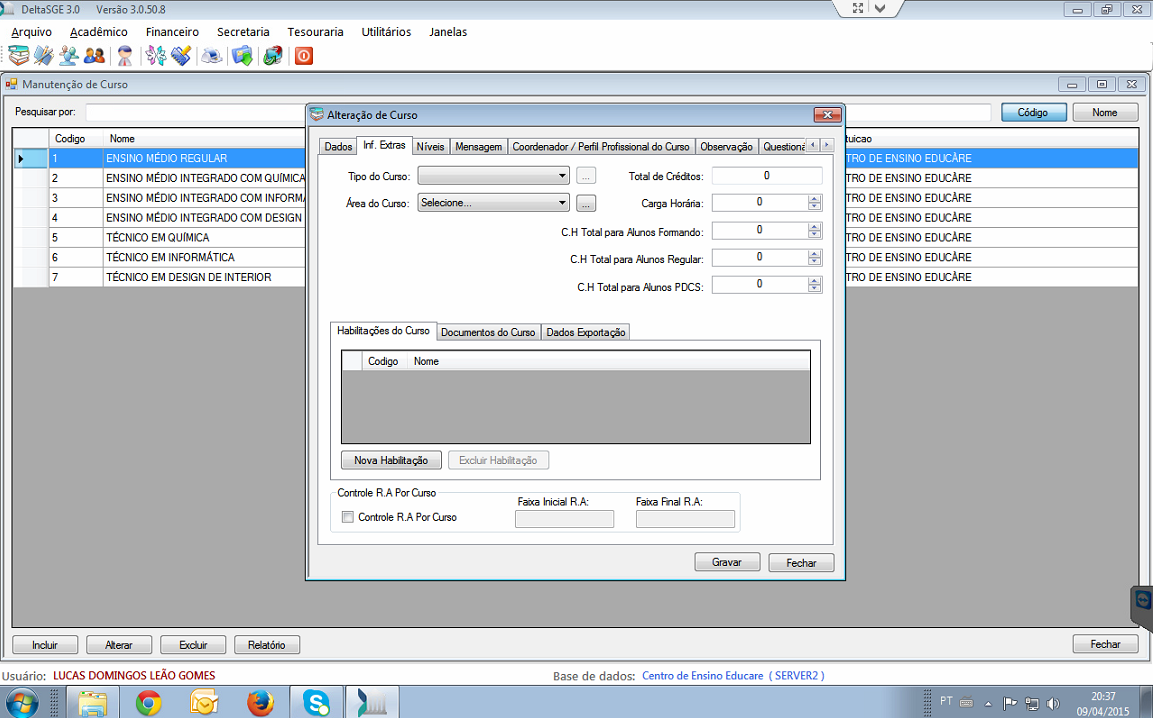 DeltaSGE 3.0 Versão 3.0.50.8
Arquivo Acadêmico Financeiro Secretaria Tesouraria Utilitários Janelas
Manutenção de Curso
Pesquisar por: Código Nome
Codigo Nome tuicao
1 ENSINO MÉDIO REGULAR TRO DE ENSINO EDUCÂRE
2 ENSINO MÉDIO INTEGRADO COM QUÍMICA TRO DE ENSINO EDUCÂRE
3 ENSINO MÉDIO INTEGRADO COM INFORMA TRO DE ENSINO EDUCÂRE
4 ENSINO MÉDIO INTEGRADO COM DESIGN TRO DE ENSINO EDUCÂRE
5 TÉCNICO EM QUÍMICA TRO DE ENSINO EDUCÂRE
6 TÉCNICO EM INFORMÁTICA TRO DE ENSINO EDUCÂRE
7 TÉCNICO EM DESIGN DE INTERIOR TRO DE ENSINO EDUCÂRE
Alteração de Curso
Dados Inf. Extras Níveis Mensagem Coordenador / Perfil Profissional do Curso Observação Questioná
Tipo do Curso: ... Total de Créditos: 0
Área do Curso: Selecione... ... Carga Horária: 0
C.H Total para Alunos Formando: 0
C.H Total para Alunos Regular: 0
C.H Total para Alunos PDCS: 0
Habilitações do Curso Documentos do Curso Dados Exportação
Codigo Nome
Nova Habilitação Excluir Habilitação
Controle R.A Por Curso
Faixa Inicial R.A: Faixa Final R.A:
Controle R.A Por Curso
Gravar Fechar
Incluir Alterar Excluir Relatório Fechar
Usuário: LUCAS DOMINGOS LEÃO GOMES Base de dados: Centro de Ensino Educare ( SERVER2 )
PT 20:37
09/04/2015